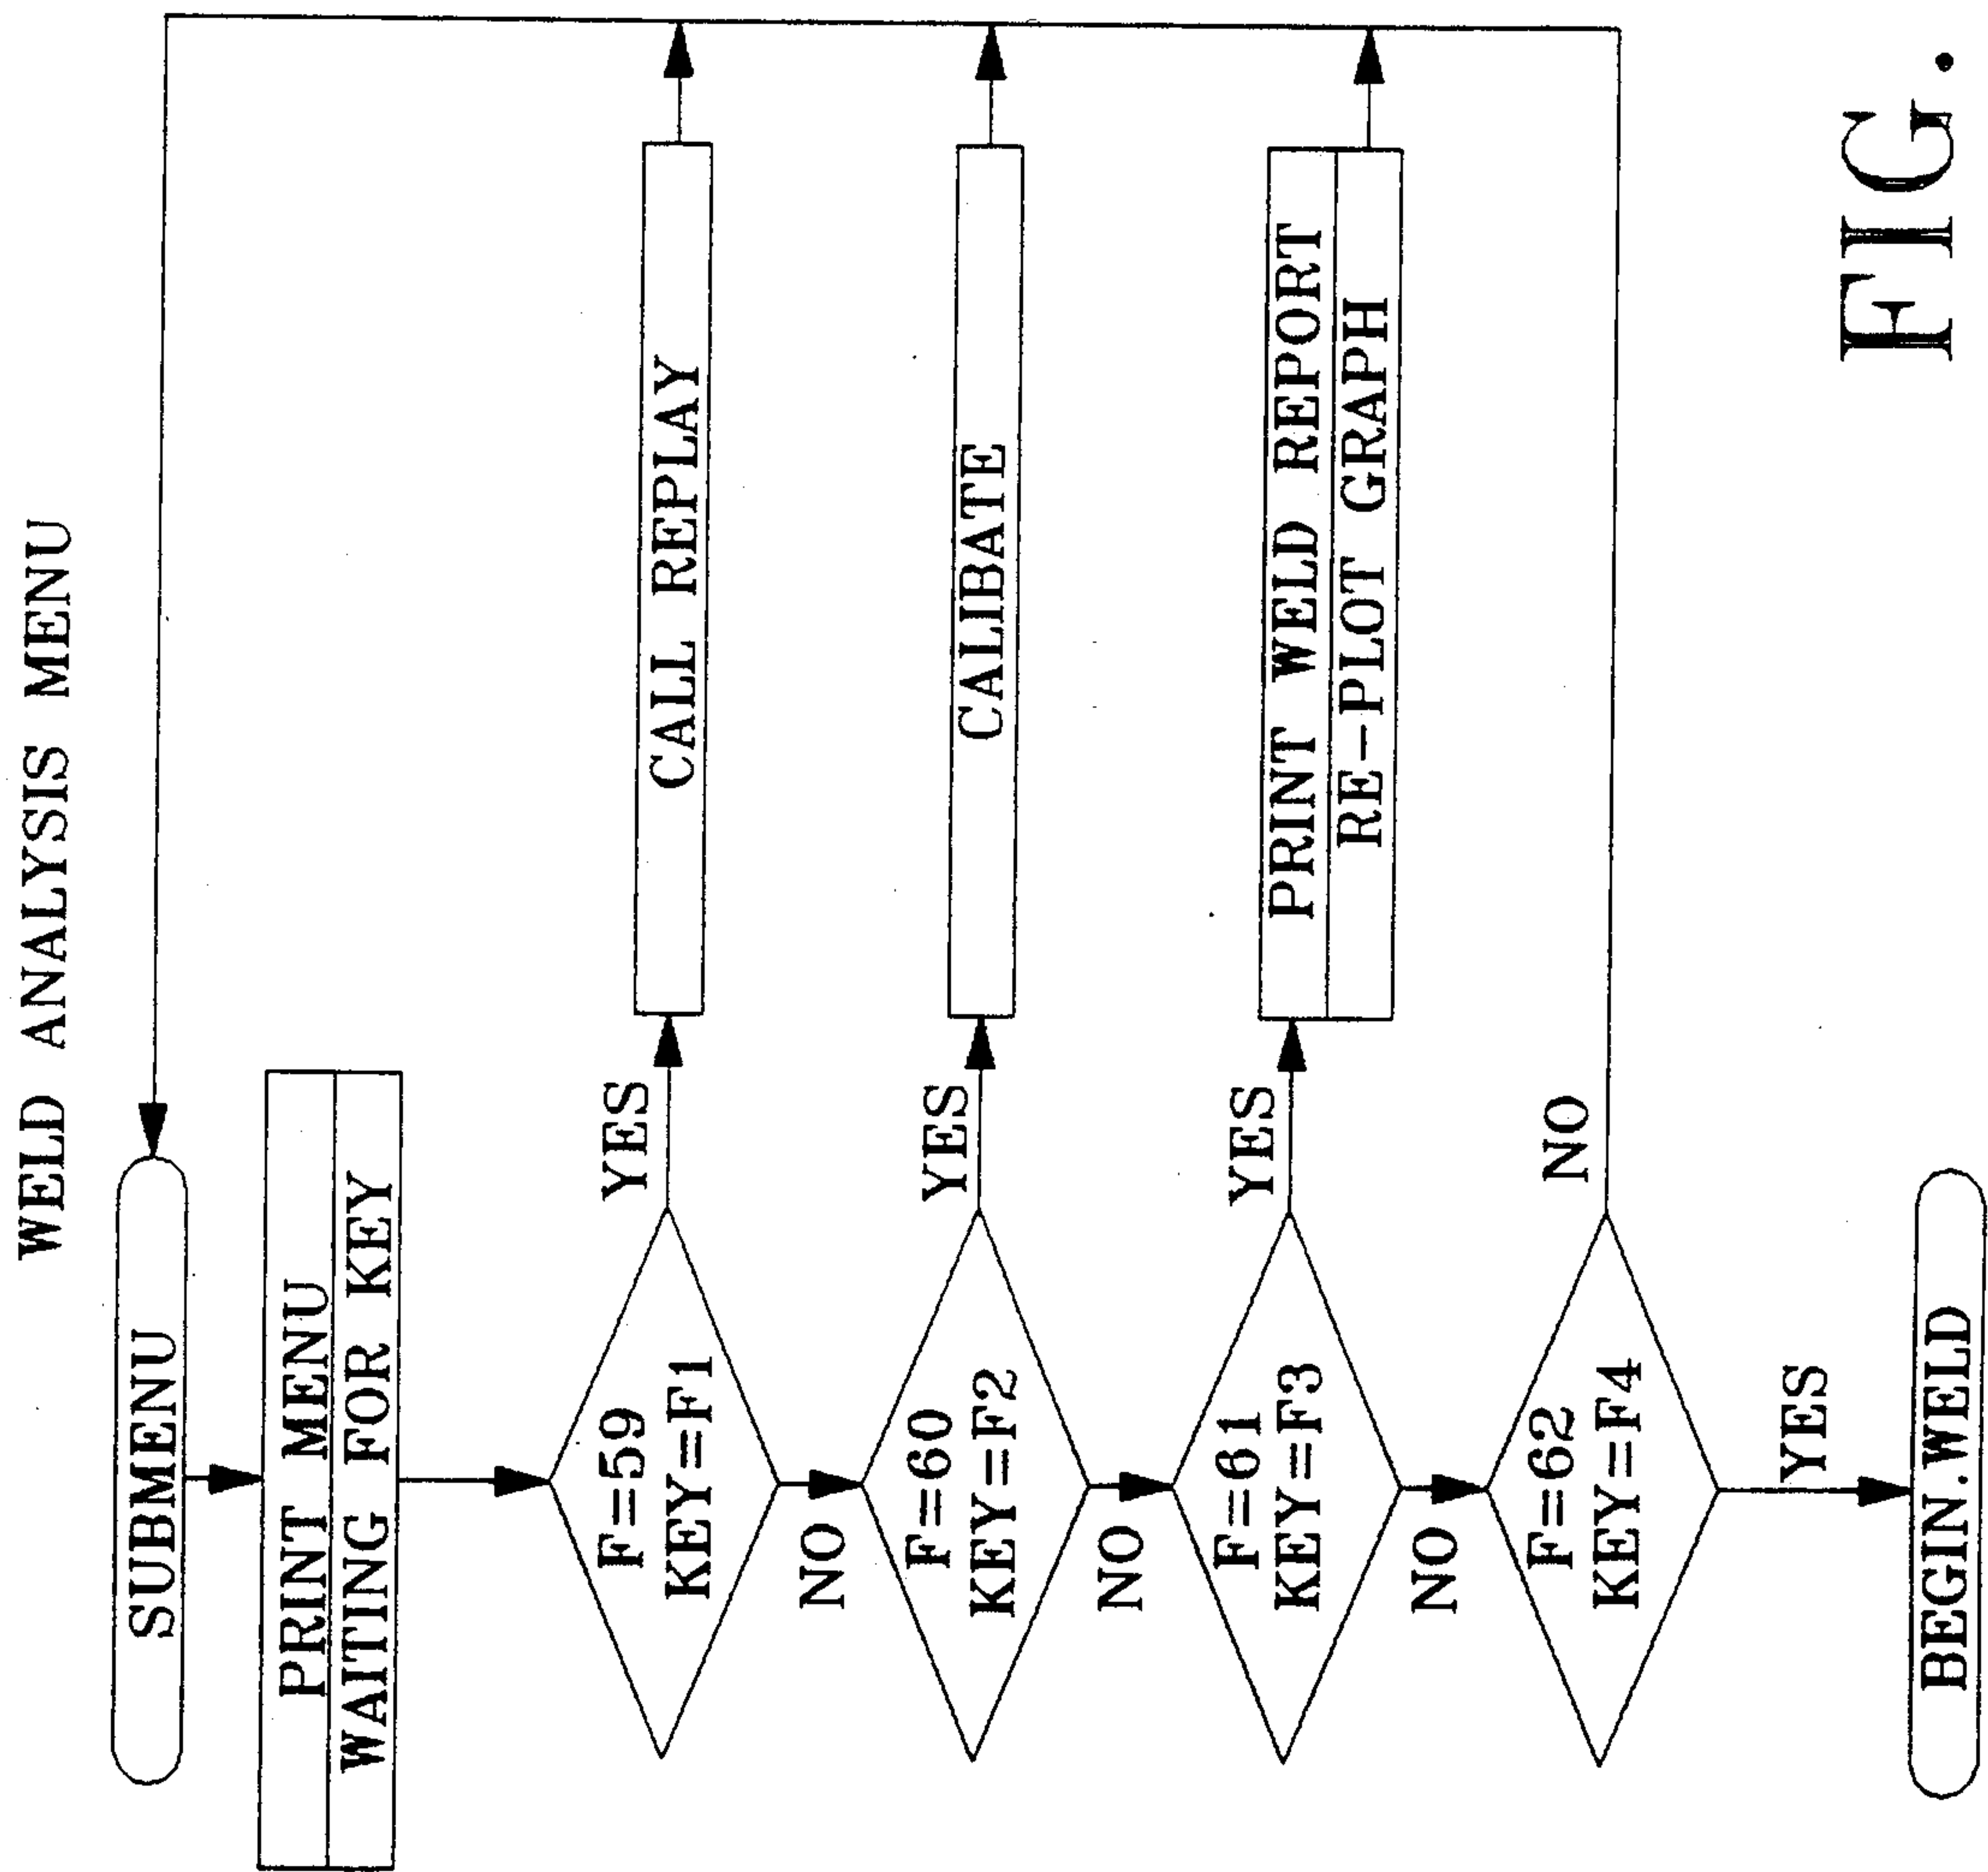 WELD ANALYSIS MENU
SUBMENU
PRINT MENU
WAITING FOR KEY
F=59
KEY=F1
YES
CALL REPLAY
NO
F=60
KEY=F2
YES
CALIBATE
NO
F=61
KEY=F3
YES
PRINT WELD REPORT
RE-PLOT GRAPH
NO
F=62
KEY=F4
NO
YES
BEGIN.WELD
FIG.